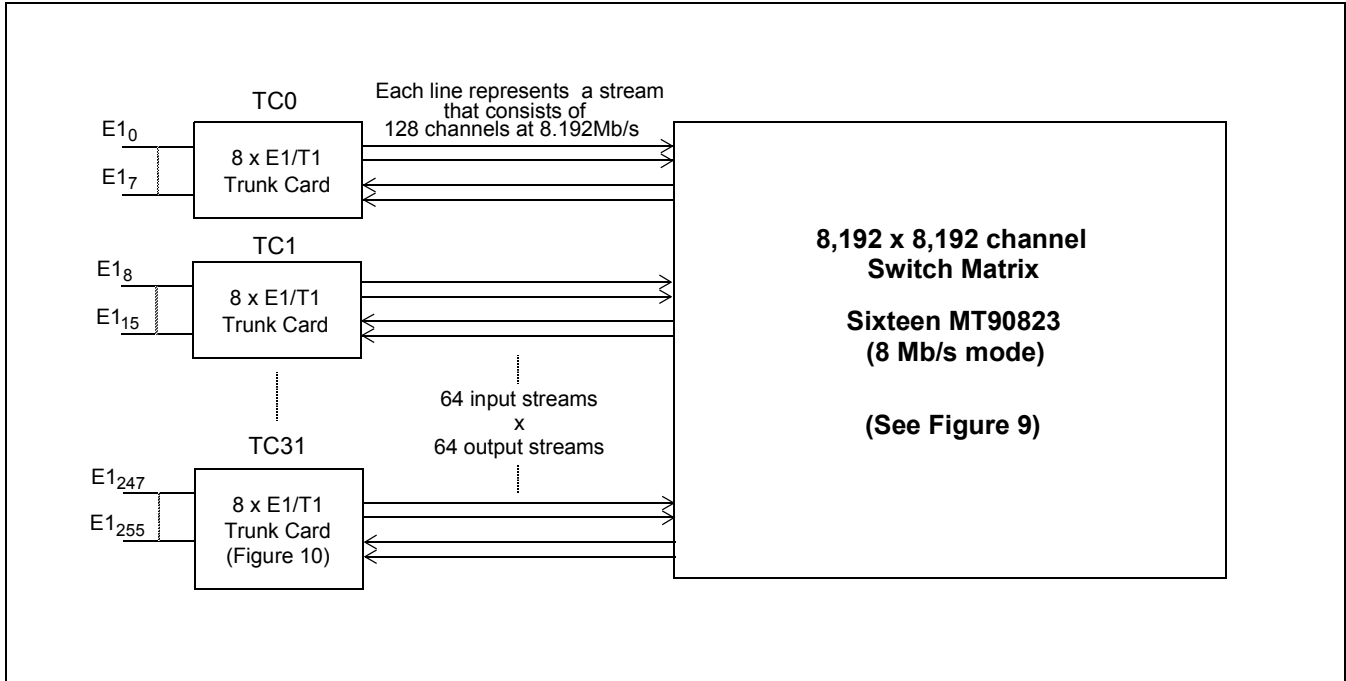 TC0
E1₀
E1₇
8 x E1/T1
Trunk Card
Each line represents a stream
that consists of
128 channels at 8.192Mb/s
TC1
E1₈
E1₁₅
8 x E1/T1
Trunk Card
64 input streams
x
64 output streams
TC31
E1₂₄₇
E1₂₅₅
8 x E1/T1
Trunk Card
(Figure 10)
8,192 x 8,192 channel
Switch Matrix
Sixteen MT90823
(8 Mb/s mode)
(See Figure 9)